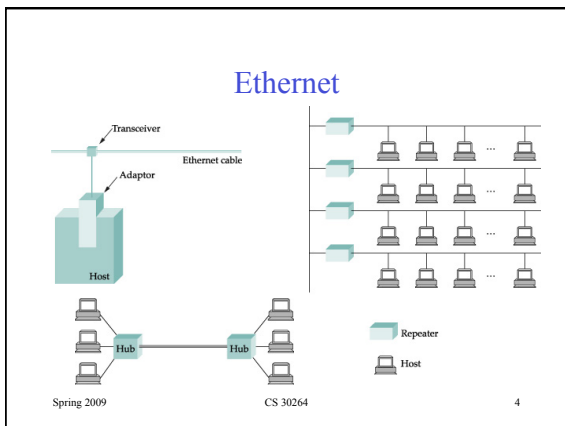 Ethernet
Transceiver
Ethernet cable
Adaptor
Host
...
...
...
...
Hub
Hub
Repeater
Host
Spring 2009
CS 30264
4